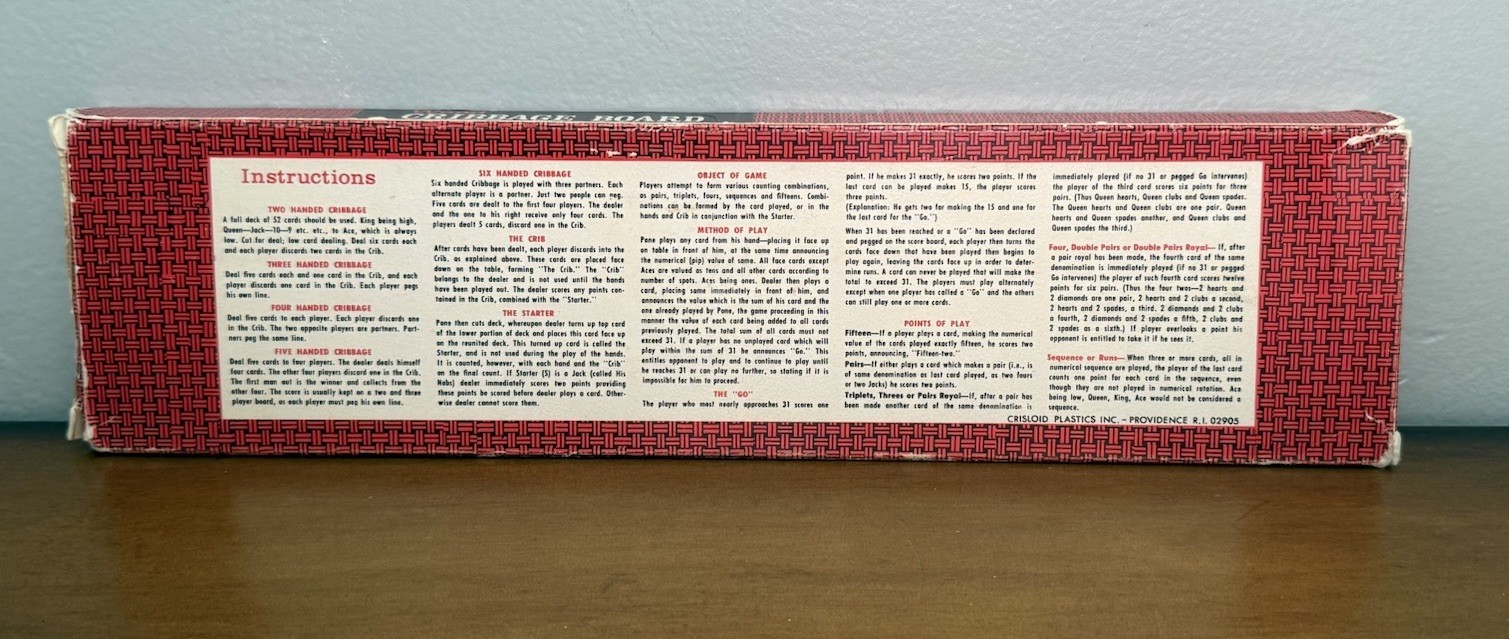 CRIBBAGE BOARD
Instructions
TWO HANDED CRIBBAGE
A full deck of 52 cards should be used. King being high,
Queen—Jack—10—9 etc. etc., to Ace, which is always
low. Cut for deal; low card dealing. Deal six cards each
and each player discards two cards in the Crib.
THREE HANDED CRIBBAGE
Deal five cards each and one card in the Crib, and each
player discards one card in the Crib. Each player pegs
his own line.
FOUR HANDED CRIBBAGE
Deal five cards to each player. Each player discards one
in the Crib. The two opposite players are partners. Part-
ners peg the same line.
FIVE HANDED CRIBBAGE
Deal five cards to four players. The dealer deals himself
four cards. The other four players discard one in the Crib.
The first man out is the winner and collects from the
other four. The score is usually kept on a two and three
player board, as each player must peg his own line.
SIX HANDED CRIBBAGE
Six handed Cribbage is played with three partners. Each
alternate player is a partner. Just two people can peg.
Five cards are dealt to the first four players. The dealer
and the one to his right receive only four cards. The
players dealt 5 cards, discard one in the Crib.
THE CRIB
After cards have been dealt, each player discards into the
Crib, as explained above. These cards are placed face
down on the table, forming "The Crib." The "Crib"
belongs to the dealer and is not used until the hands
have been played out. The dealer scores any points con-
tained in the Crib, combined with the "Starter."
THE STARTER
Pone then cuts deck, whereupon dealer turns up top card
of the lower portion of deck and places this card face up
on the reunited deck. This turned up card is called the
Starter, and is not used during the play of the hands.
It is counted, however, with each hand and the "Crib"
on the final count. If Starter (S) is a Jack (called His
Nobs) dealer immediately scores two points providing
these points be scored before dealer plays a card. Other-
wise dealer cannot score them.
OBJECT OF GAME
Players attempt to form various counting combinations,
as pairs, triplets, fours, sequences and fifteens. Combi-
nations can be formed by the card played, or in the
hands and Crib in conjunction with the Starter.
METHOD OF PLAY
Pone plays any card from his hand—placing it face up
on table in front of him, at the same time announcing
the numerical (pip) value of same. All face cards except
Aces are valued as tens and all other cards according to
number of spots. Aces being ones. Dealer then plays a
card, placing same immediately in front of him, and
announces the value which is the sum of his card and the
one already played by Pone, the game proceeding in this
manner the value of each card being added to all cards
previously played. The total sum of all cards must not
exceed 31. If a player has no unplayed card which will
play within the sum of 31 he announces "Go." This
entitles opponent to play and to continue to play until
he reaches 31 or can play no further, so stating if it is
impossible for him to proceed.
THE "GO"
The player who most nearly approaches 31 scores one
point. If he makes 31 exactly, he scores two points. If the
last card can be played makes 15, the player scores
three points.
(Explanation: He gets two for making the 15 and one for
the last card for the "Go.")
When 31 has been reached or a "Go" has been declared
and pegged on the score board, each player then turns the
cards face down that have been played then begins to
play again, leaving the cards face up in order to deter-
mine runs. A card can never be played that will make the
total to exceed 31. The players must play alternately
except when one player has called a "Go" and the others
can still play one or more cards.
POINTS OF PLAY
Fifteen—If a player plays a card, making the numerical
value of the cards played exactly fifteen, he scores two
points, announcing, "Fifteen-two."
Pairs—If either plays a card which makes a pair (i.e., is
of some denomination as last card played, as two fours
or two Jacks) he scores two points.
Triplets, Threes or Pairs Royal—If, after a pair has
been made another card of the same denomination is
immediately played (if no 31 or pegged Go intervenes)
the player of the third card scores six points for three
pairs. (Thus Queen hearts, Queen clubs and Queen spades.
The Queen hearts and Queen clubs are one pair. Queen
hearts and Queen spades another, and Queen clubs and
Queen spades the third.)
Four, Double Pairs or Double Pairs Royal— If, after
a pair royal has been made, the fourth card of the same
denomination is immediately played (if no 31 or pegged
Go intervenes) the player of such fourth card scores twelve
points for six pairs. (Thus the four twos—2 hearts and
2 diamonds are one pair, 2 hearts and 2 clubs a second,
2 hearts and 2 spades, a third. 2 diamonds and 2 clubs
a fourth, 2 diamonds and 2 spades a fifth, 2 clubs and
2 spades as a sixth.) If player overlooks a point his
opponent is entitled to take it if he sees it.
Sequence or Runs— When three or more cards, all in
numerical sequence are played, the player of the last card
counts one point for each card in the sequence, even
though they are not played in numerical rotation. Ace
being low, Queen, King, Ace would not be considered a
sequence.
CRISLOID PLASTICS INC. – PROVIDENCE R.I. 02905